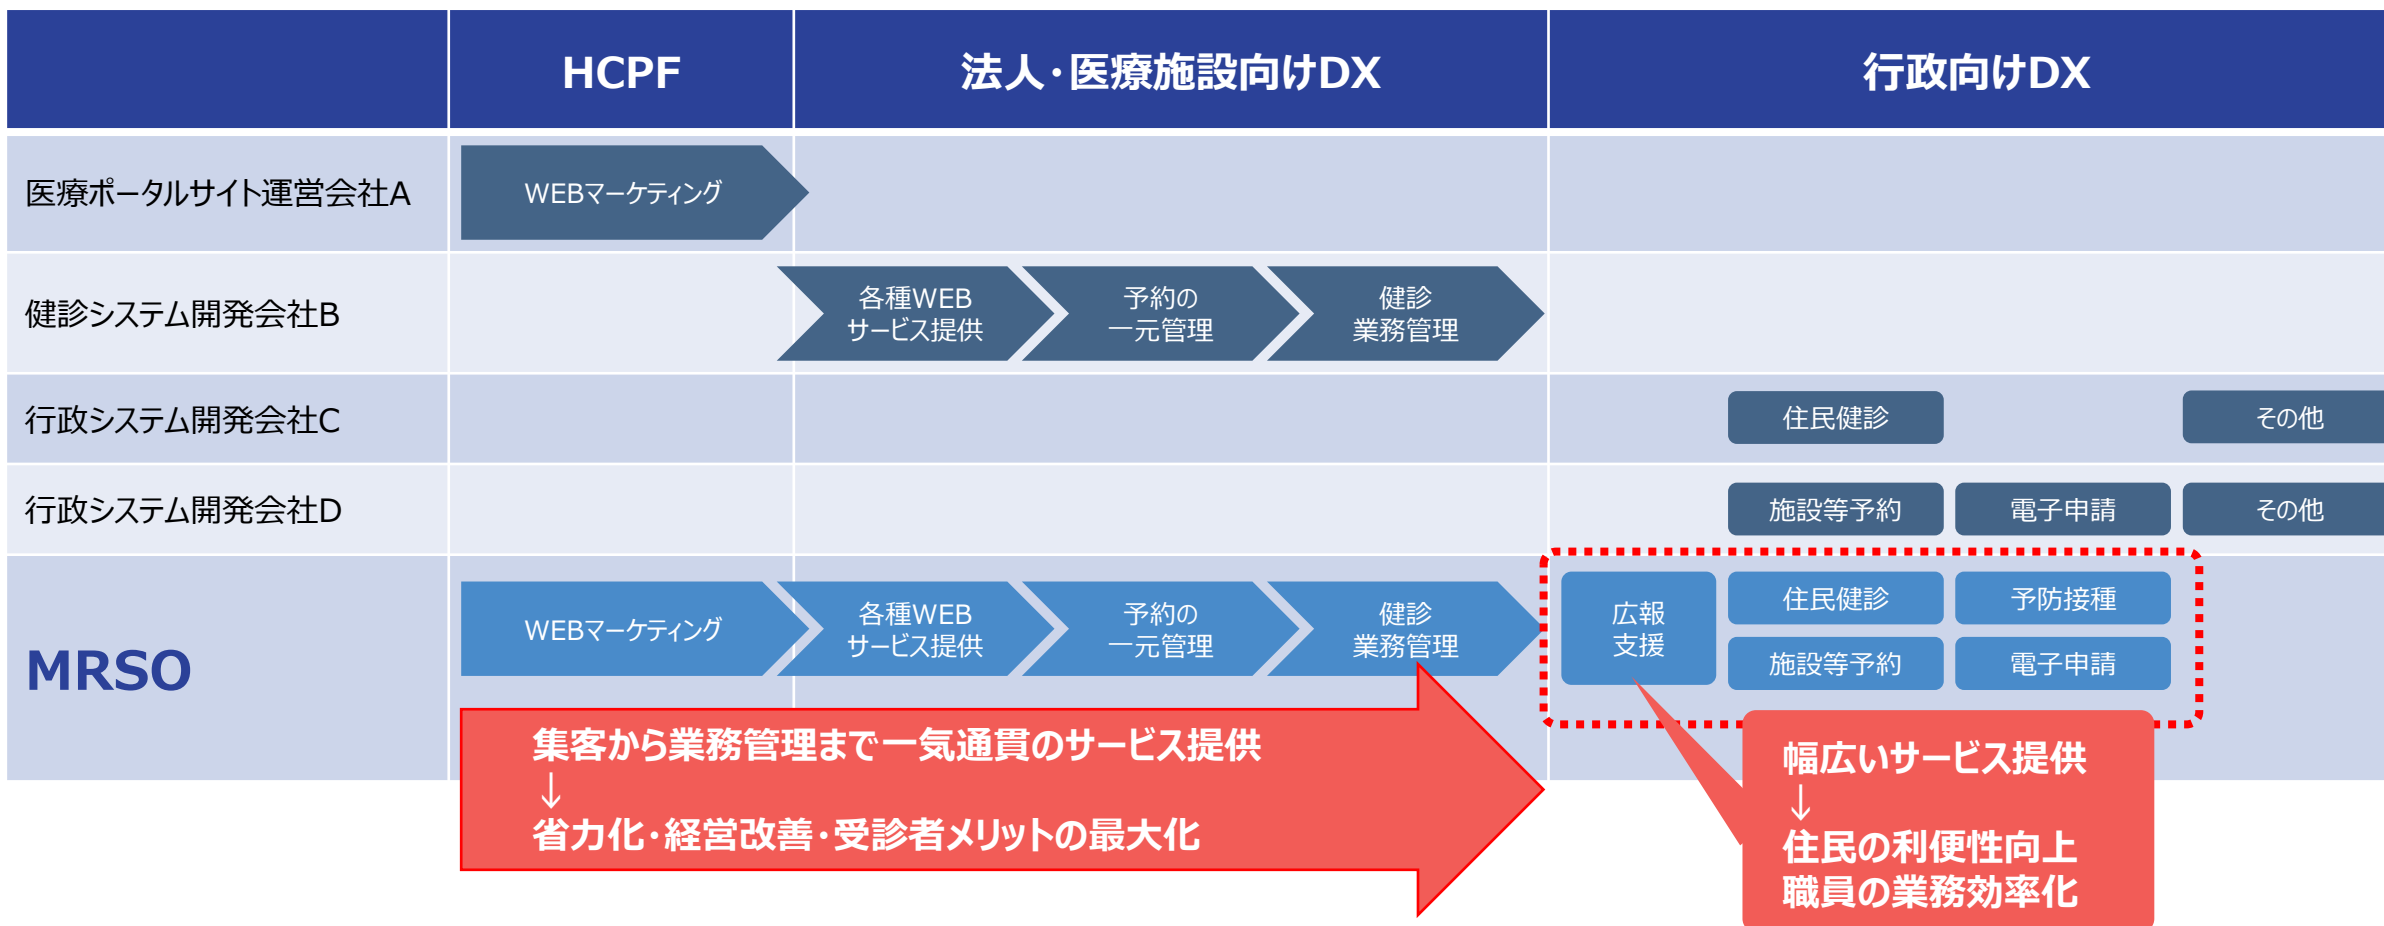 HCPF
法人・医療施設向けDX
行政向けDX
医療ポータルサイト運営会社A
WEBマーケティング
健診システム開発会社B
各種WEB
サービス提供
予約の
一元管理
健診
業務管理
行政システム開発会社C
住民健診
その他
行政システム開発会社D
施設等予約
電子申請
その他
MRSO
WEBマーケティング
各種WEB
サービス提供
予約の
一元管理
健診
業務管理
広報
支援
住民健診
予防接種
施設等予約
電子申請
集客から業務管理まで一気通貫のサービス提供
↓
省力化・経営改善・受診者メリットの最大化
幅広いサービス提供
↓
住民の利便性向上
職員の業務効率化